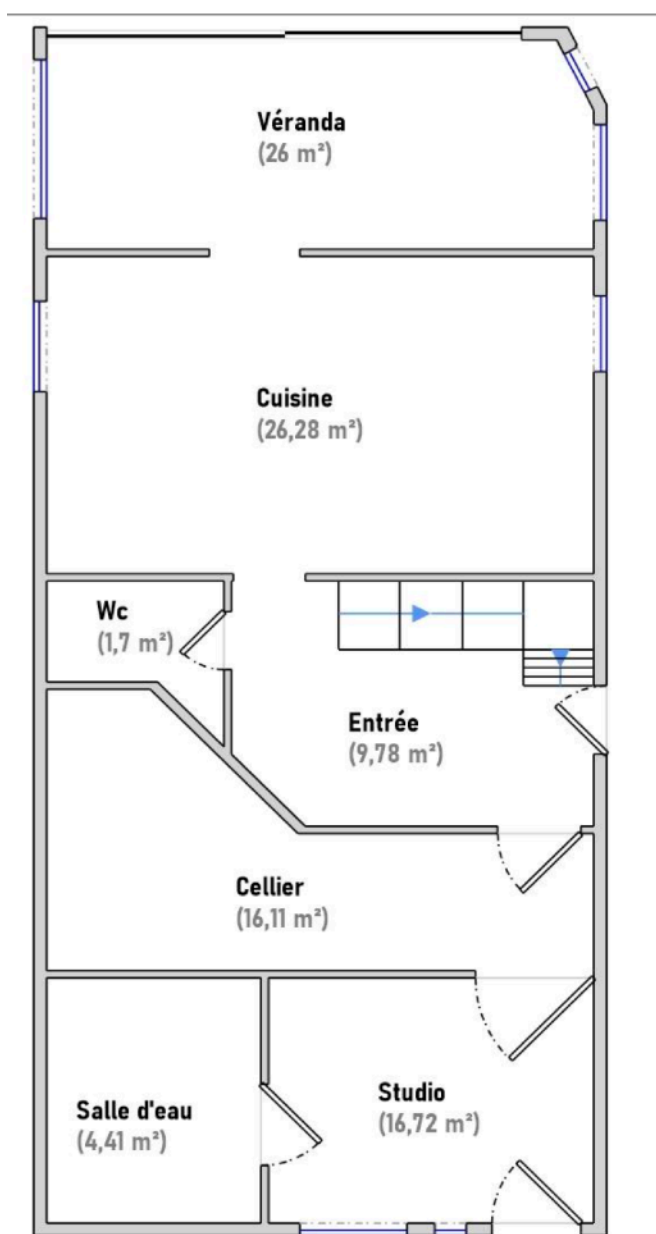 Véranda
(26 m²)
Cuisine
(26,28 m²)
Wc
(1,7 m²)
Entrée
(9,78 m²)
Cellier
(16,11 m²)
Studio
(16,72 m²)
Salle d'eau
(4,41 m²)